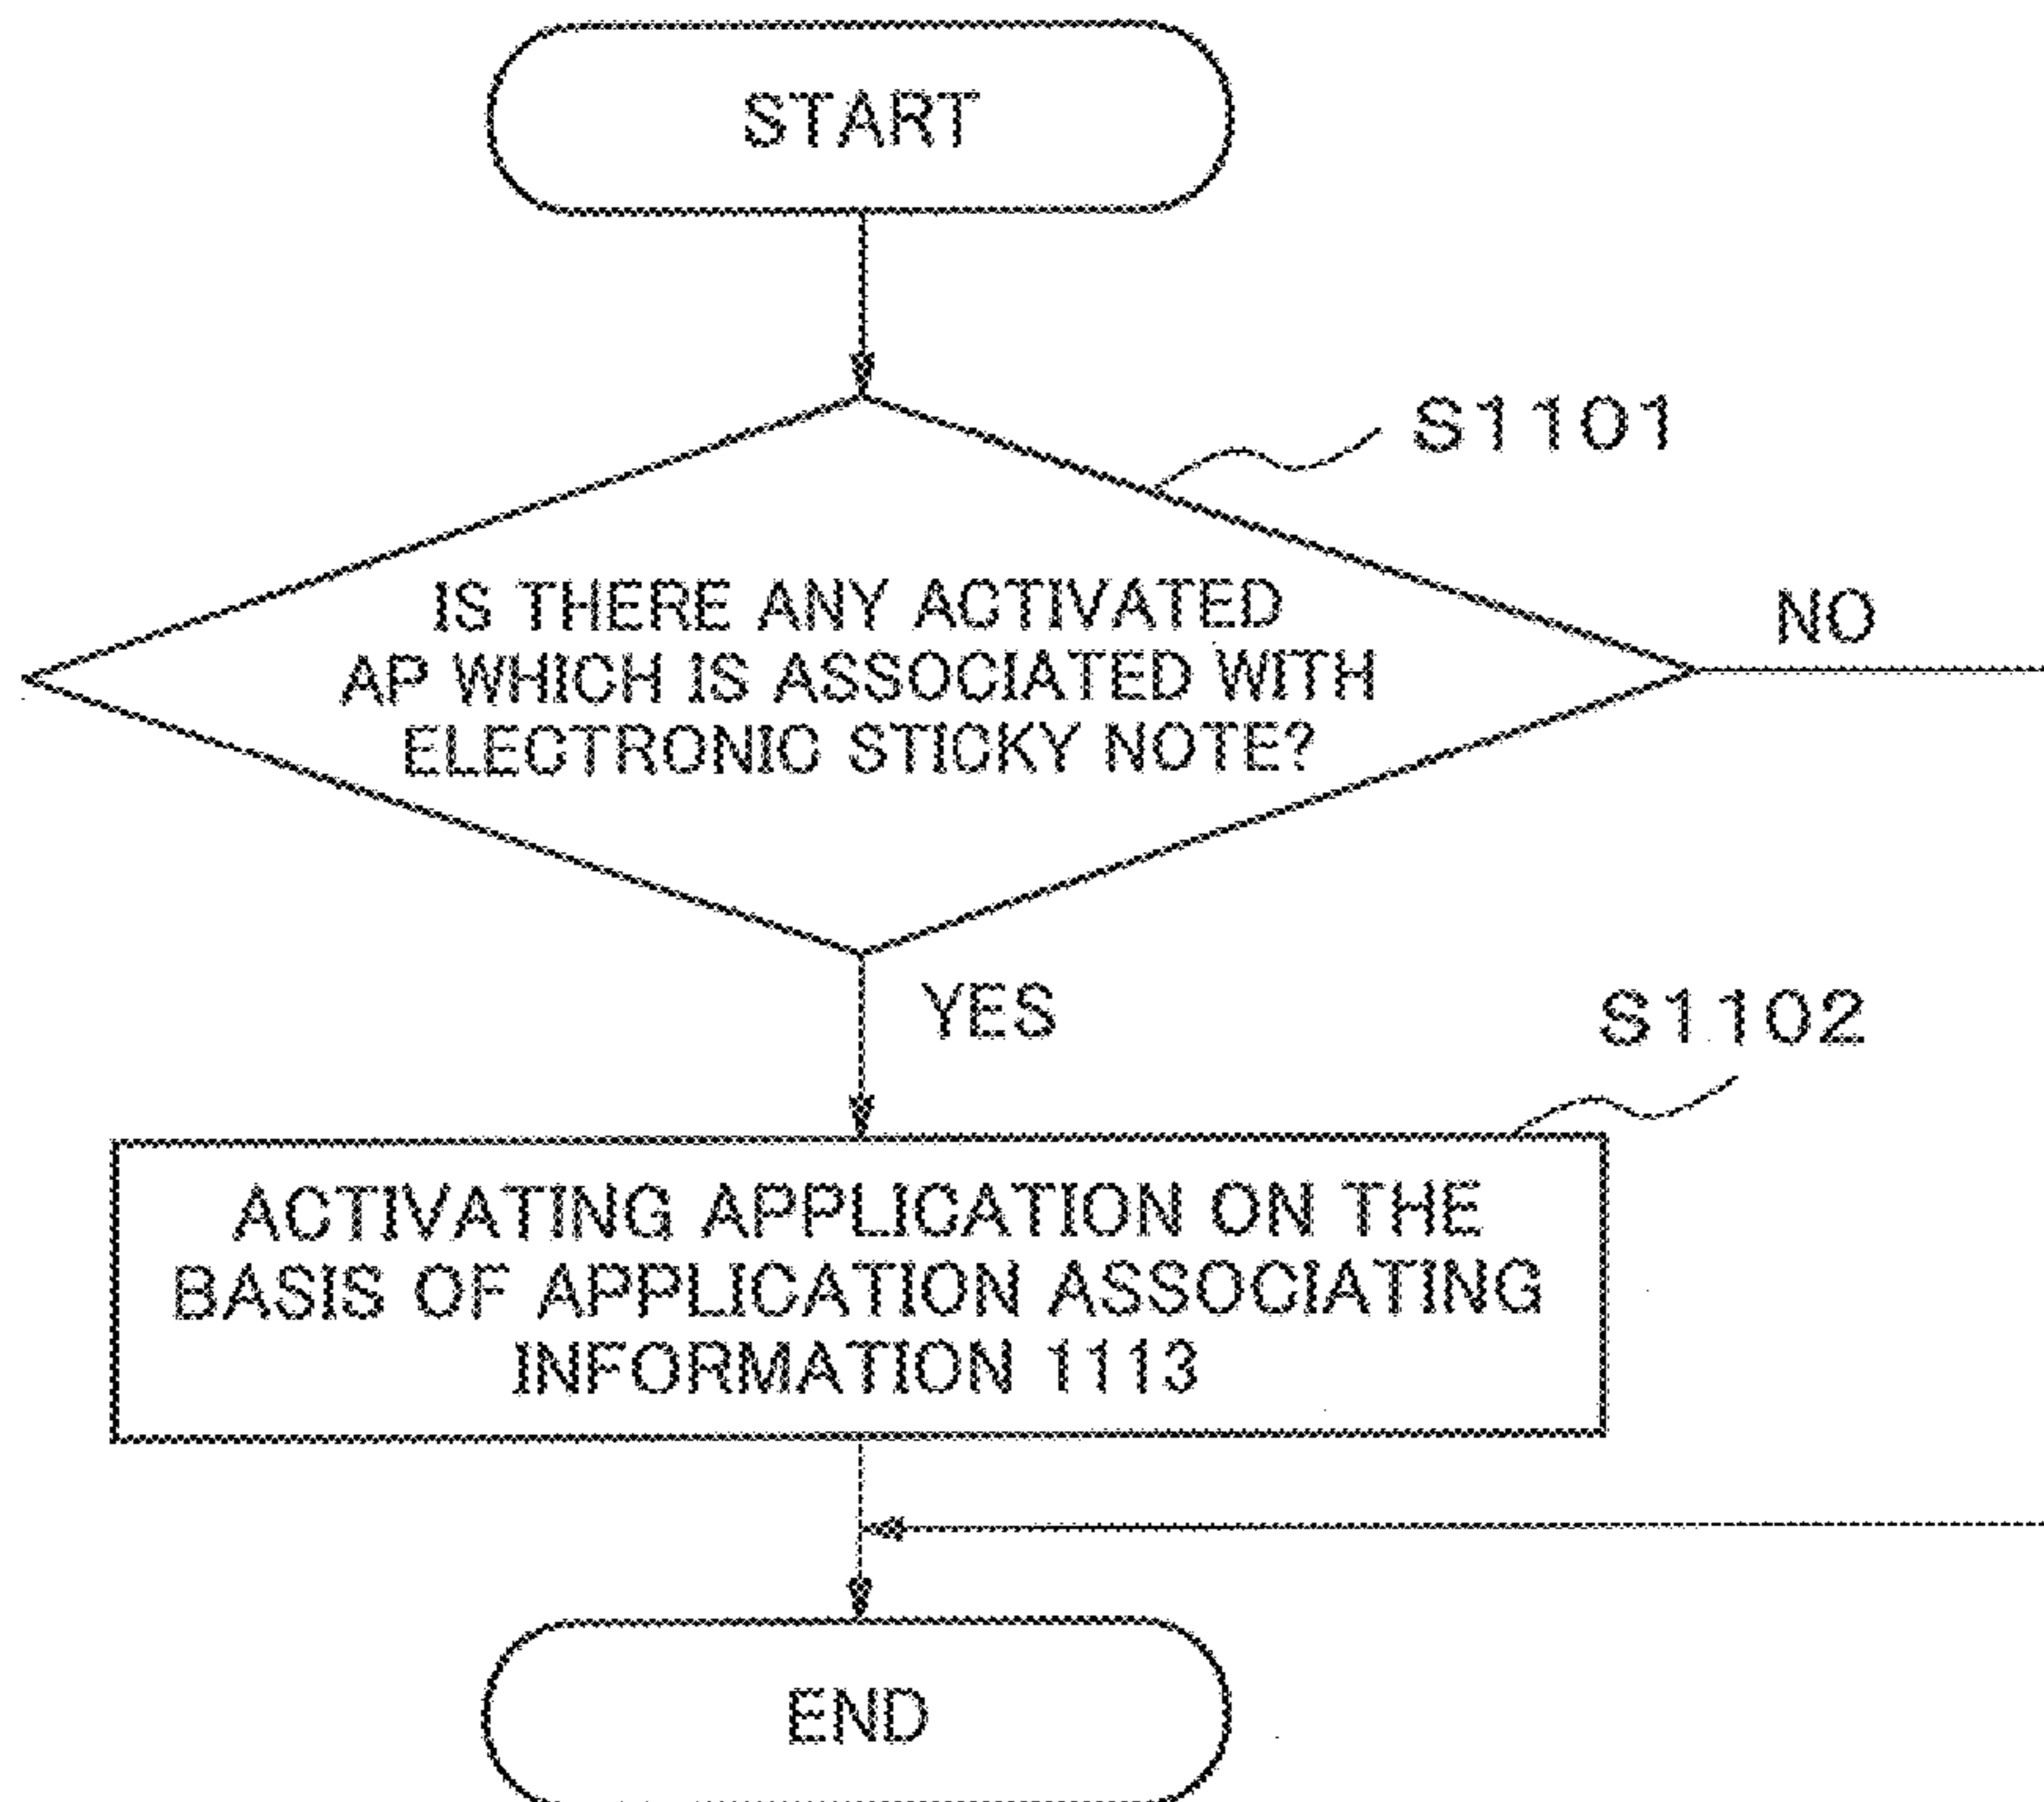 START
S1101
IS THERE ANY ACTIVATED
AP WHICH IS ASSOCIATED WITH
ELECTRONIC STICKY NOTE?
NO
YES
S1102
ACTIVATING APPLICATION ON THE
BASIS OF APPLICATION ASSOCIATING
INFORMATION 1113
END